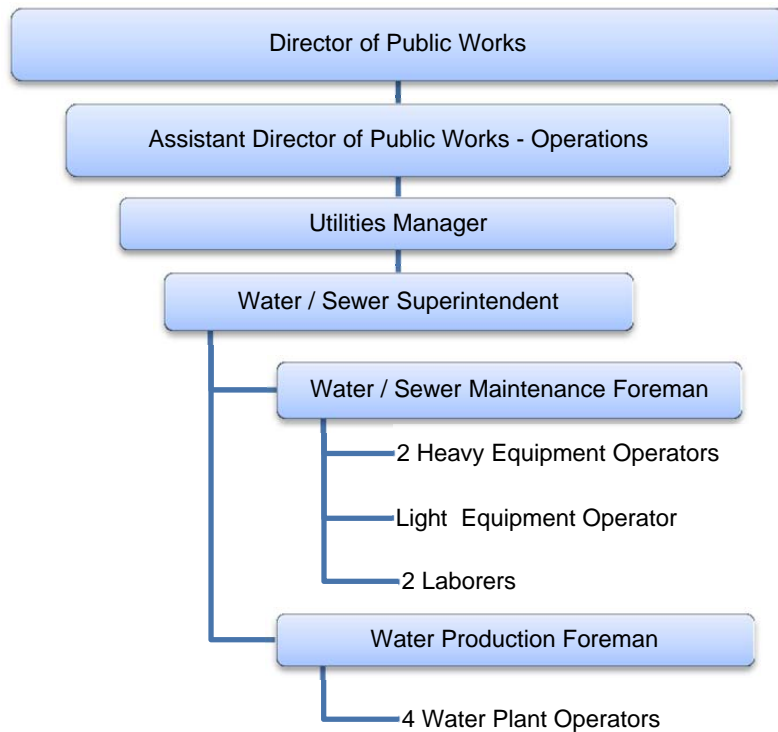 Director of Public Works
Assistant Director of Public Works - Operations
Utilities Manager
Water / Sewer Superintendent
Water / Sewer Maintenance Foreman
2 Heavy Equipment Operators
Light  Equipment Operator
2 Laborers
Water Production Foreman
4 Water Plant Operators